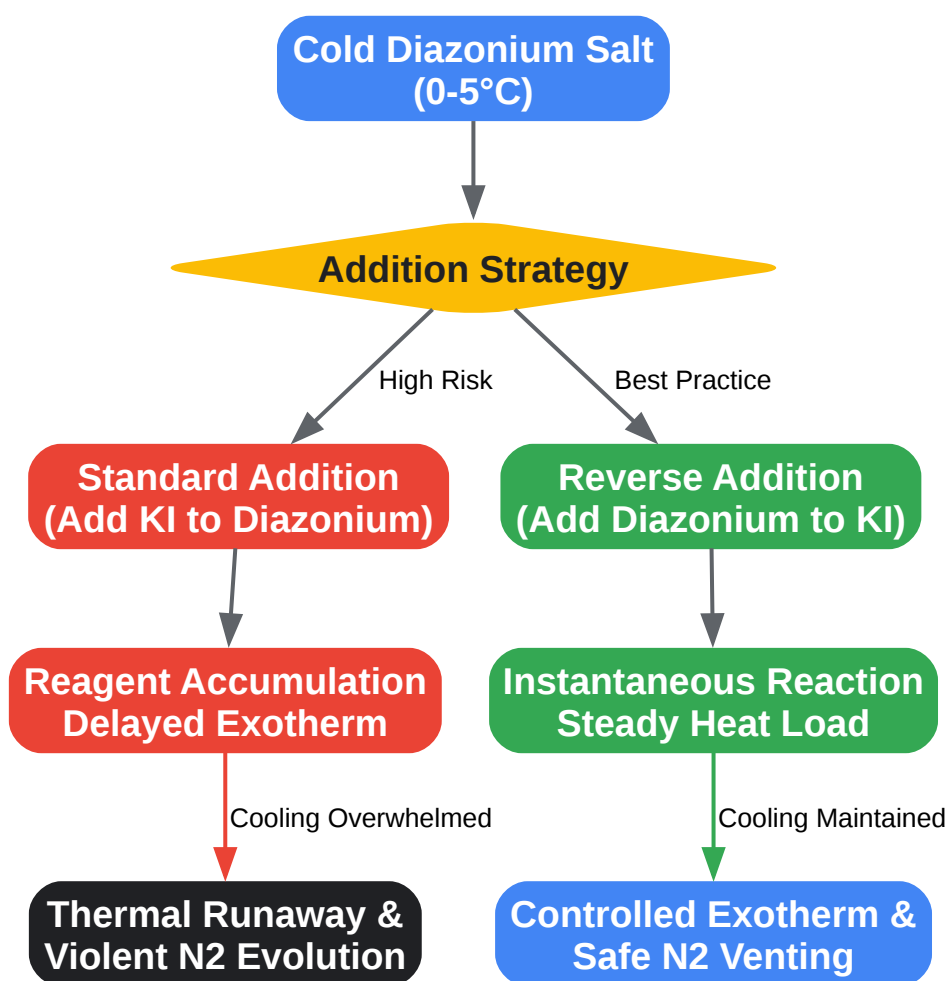 Cold Diazonium Salt
(0-5°C)
Addition Strategy
High Risk
Best Practice
Standard Addition
(Add KI to Diazonium)
Reverse Addition
(Add Diazonium to KI)
Reagent Accumulation
Delayed Exotherm
Instantaneous Reaction
Steady Heat Load
Cooling Overwhelmed
Cooling Maintained
Thermal Runaway &
Violent N2 Evolution
Controlled Exotherm &
Safe N2 Venting